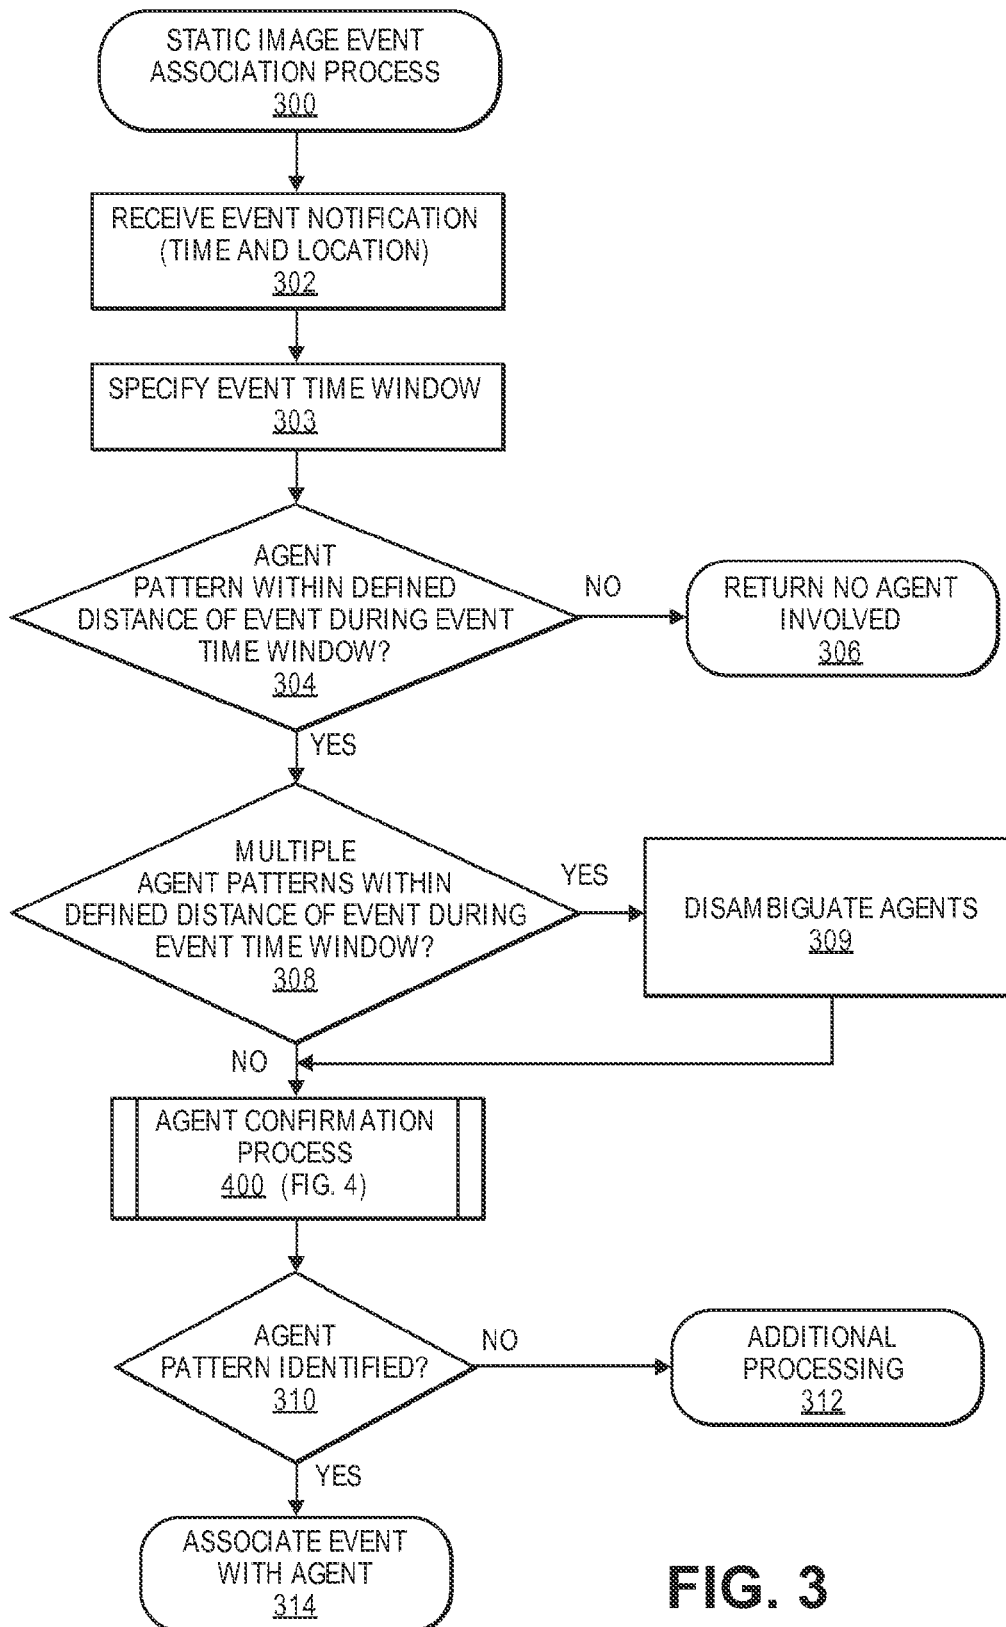 STATIC IMAGE EVENT
ASSOCIATION PROCESS
300
RECEIVE EVENT NOTIFICATION
(TIME AND LOCATION)
302
SPECIFY EVENT TIME WINDOW
303
AGENT
PATTERN WITHIN DEFINED
DISTANCE OF EVENT DURING EVENT
TIME WINDOW?
304
NO
RETURN NO AGENT
INVOLVED
306
YES
MULTIPLE
AGENT PATTERNS WITHIN
DEFINED DISTANCE OF EVENT DURING
EVENT TIME WINDOW?
308
YES
DISAMBIGUATE AGENTS
309
NO
AGENT CONFIRMATION
PROCESS
400 (FIG. 4)
AGENT
PATTERN IDENTIFIED?
310
NO
ADDITIONAL
PROCESSING
312
YES
ASSOCIATE EVENT
WITH AGENT
314
FIG. 3